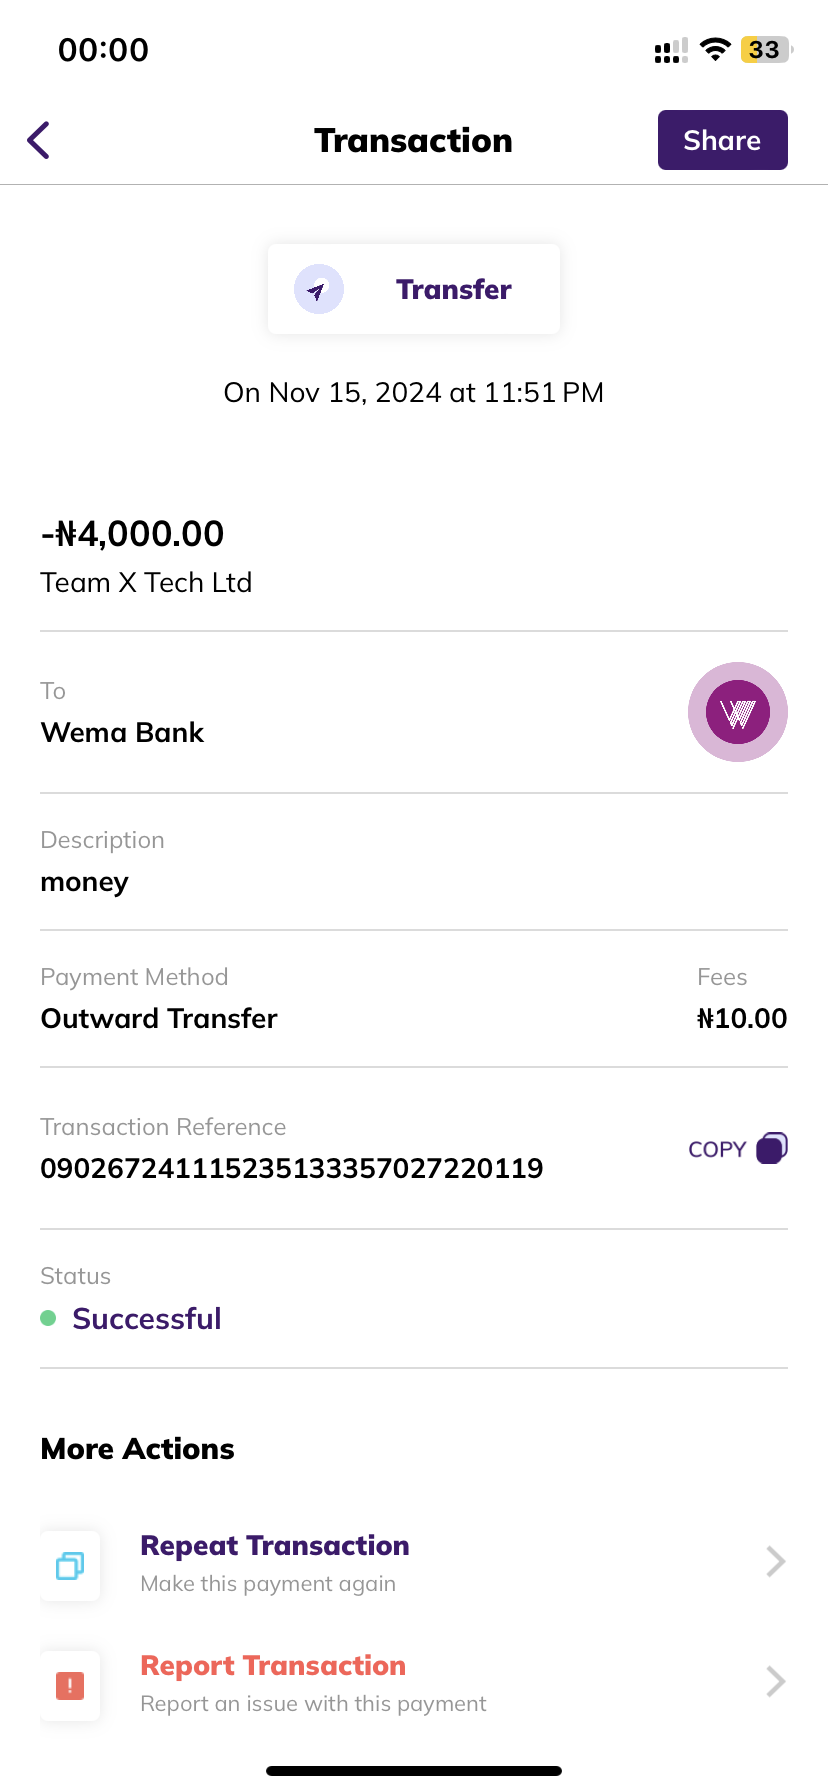 00:00
33
Transaction
Share
Transfer
On Nov 15, 2024 at 11:51 PM
-₦4,000.00
Team X Tech Ltd
To
Wema Bank
Description
money
Payment Method
Fees
Outward Transfer
₦10.00
Transaction Reference
090267241115235133357027220119
COPY
Status
Successful
More Actions
Repeat Transaction
Make this payment again
Report Transaction
Report an issue with this payment